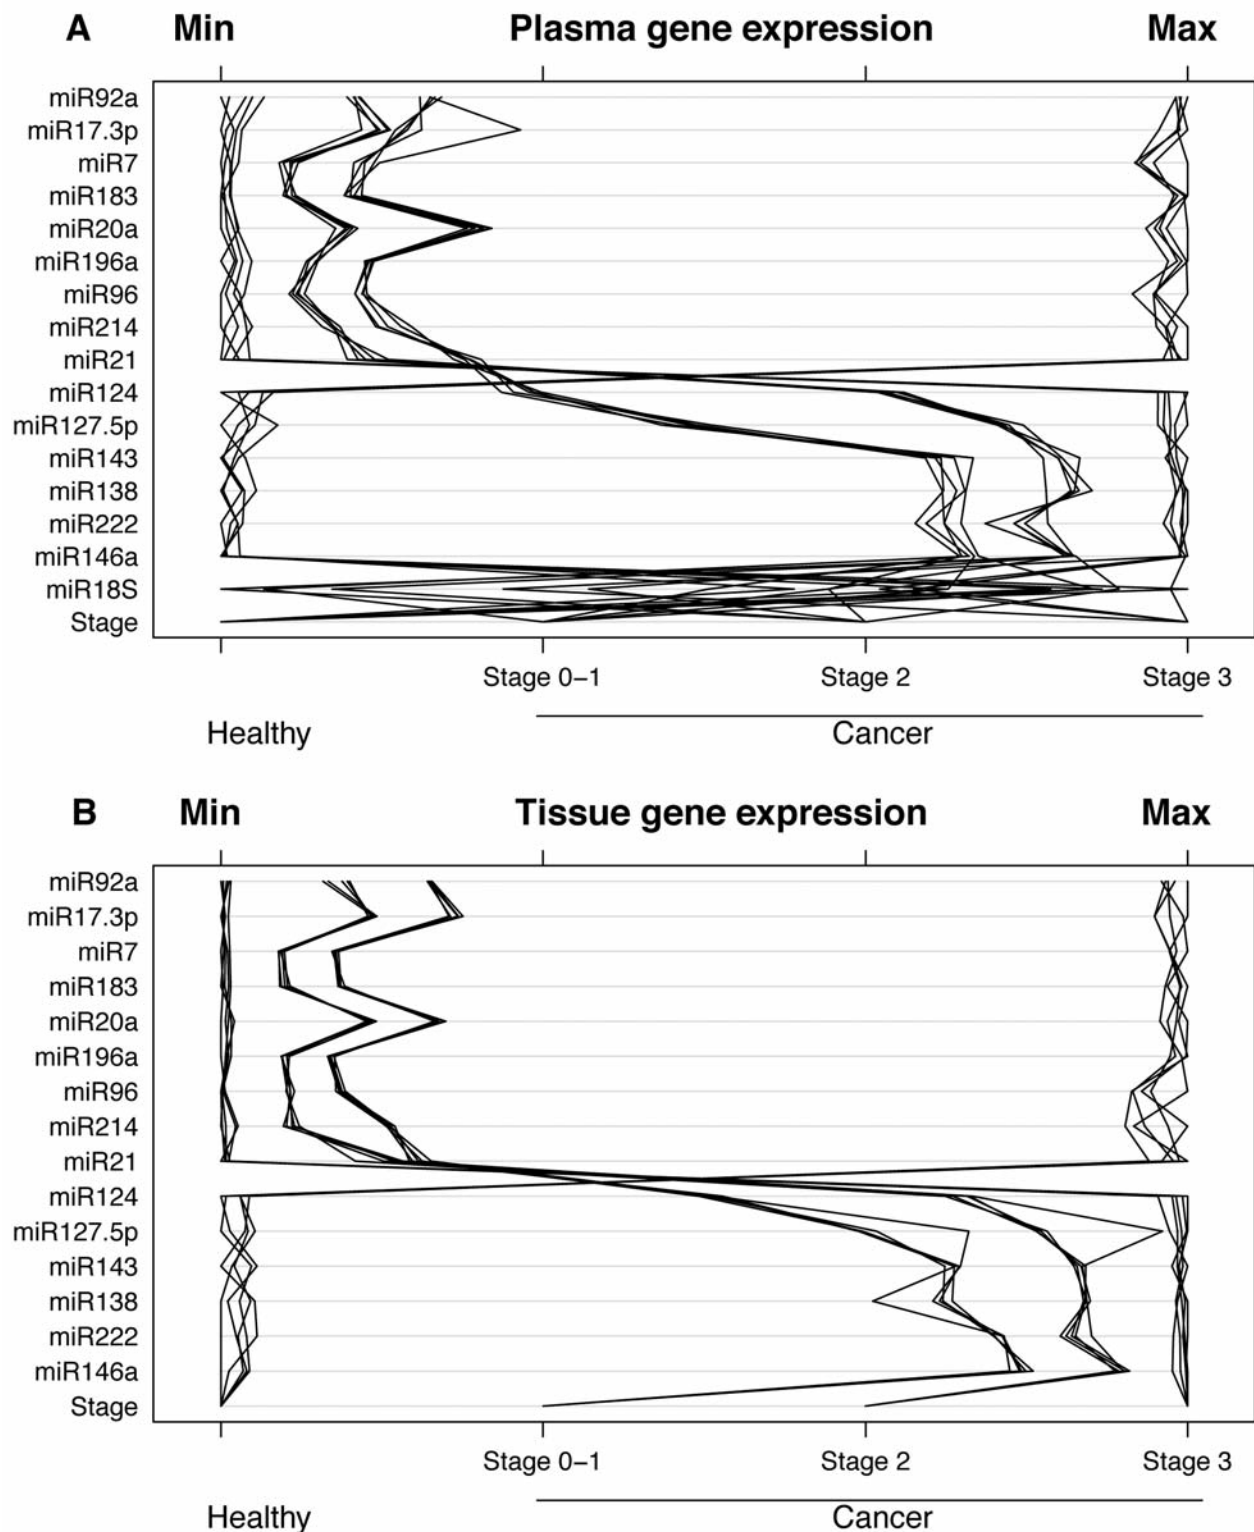 A Min Plasma gene expression Max
miR92a
miR17.3p
miR7
miR183
miR20a
miR196a
miR96
miR214
miR21
miR124
miR127.5p
miR143
miR138
miR222
miR146a
miR18S
Stage
Stage 0−1 Stage 2 Stage 3
Healthy Cancer
B Min Tissue gene expression Max
miR92a
miR17.3p
miR7
miR183
miR20a
miR196a
miR96
miR214
miR21
miR124
miR127.5p
miR143
miR138
miR222
miR146a
Stage
Stage 0−1 Stage 2 Stage 3
Healthy Cancer